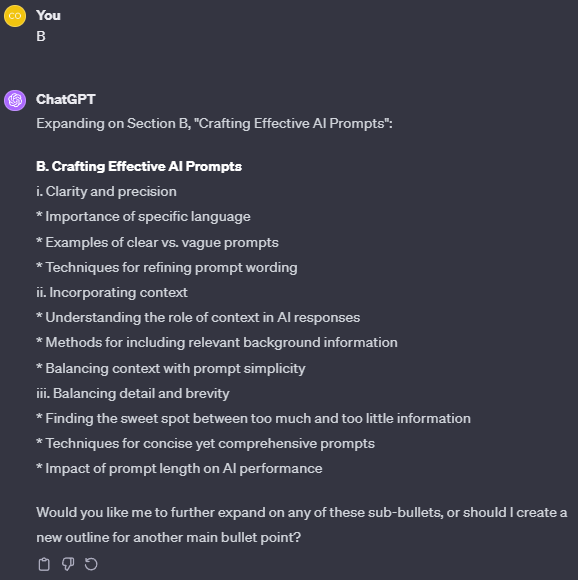 CO
You
B
ChatGPT
Expanding on Section B, "Crafting Effective AI Prompts":
B. Crafting Effective AI Prompts
i. Clarity and precision
* Importance of specific language
* Examples of clear vs. vague prompts
* Techniques for refining prompt wording
ii. Incorporating context
* Understanding the role of context in AI responses
* Methods for including relevant background information
* Balancing context with prompt simplicity
iii. Balancing detail and brevity
* Finding the sweet spot between too much and too little information
* Techniques for concise yet comprehensive prompts
* Impact of prompt length on AI performance
Would you like me to further expand on any of these sub-bullets, or should I create a
new outline for another main bullet point?